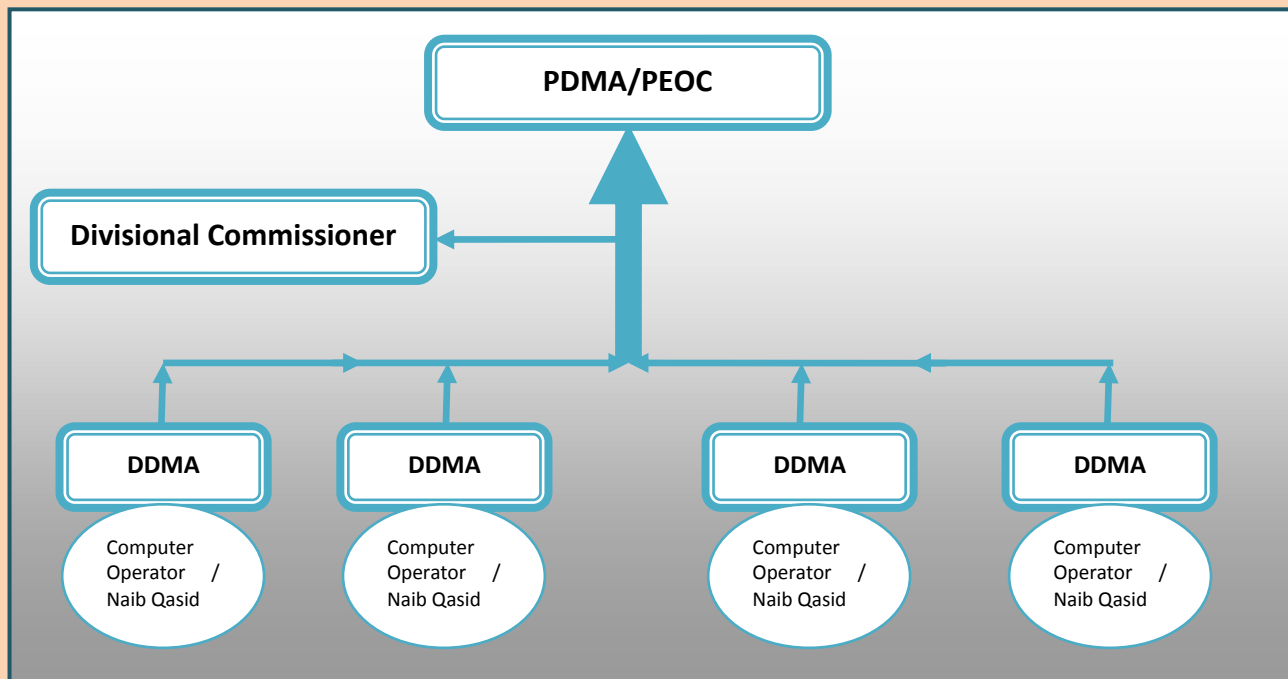 PDMA/PEOC
Divisional Commissioner
DDMA
Computer
Operator /
Naib Qasid
DDMA
Computer
Operator /
Naib Qasid
DDMA
Computer
Operator /
Naib Qasid
DDMA
Computer
Operator /
Naib Qasid